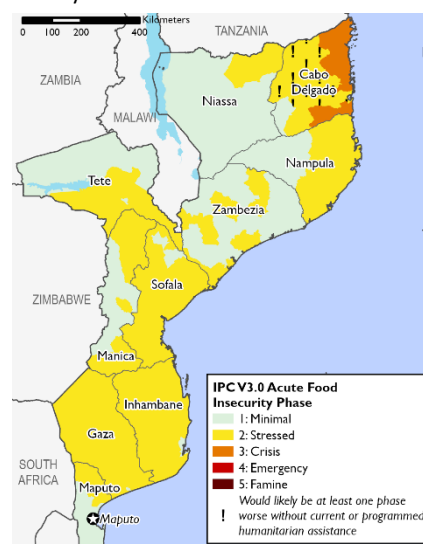 0 100 200 400
Kilometers
TANZANIA
ZAMBIA
MALAWI
Cabo
Delgado
Niassa
Nampula
Tete
Zambezia
ZIMBABWE
Sofala
Manica
Inhambane
Gaza
SOUTH
AFRICA
Maputo
Maputo
IPC V3.0 Acute Food
Insecurity Phase
1: Minimal
2: Stressed
3: Crisis
4: Emergency
5: Famine
Would likely be at least one phase
! worse without current or programmed
humanitarian assistance